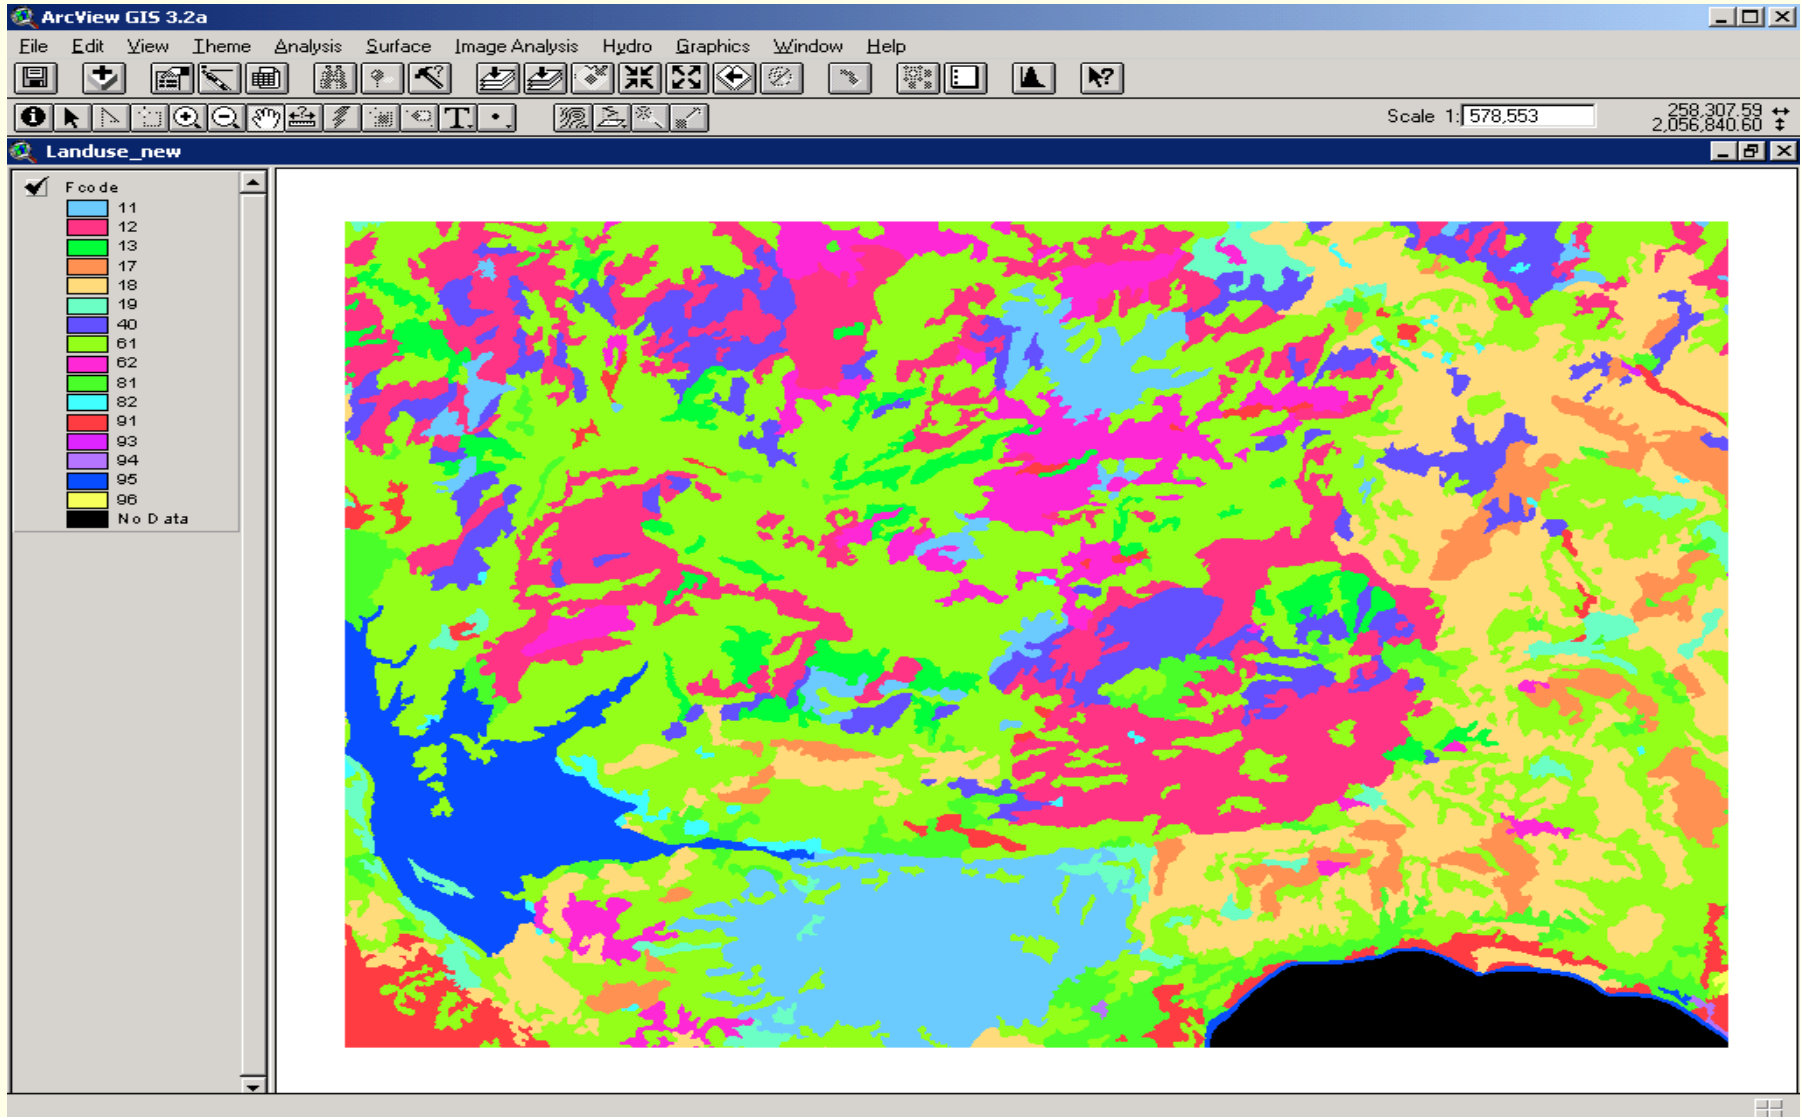 ArcView GIS 3.2a
File Edit View Theme Analysis Surface Image Analysis Hydro Graphics Window Help
T
Scale 1: 578,553
258,307.59
2,056,840.60
Landuse_new
Fcode
11
12
13
17
18
19
40
61
62
81
82
91
93
94
95
96
No Data